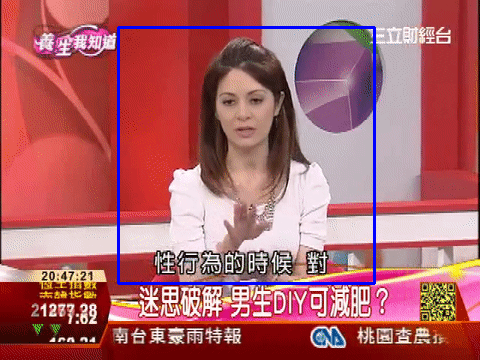 養生我知道
三立財經台
性行為的時候 對
20:47:21
迷思破解 男生DIY可減肥？
南台東豪雨特報
CNA 桃園查農損